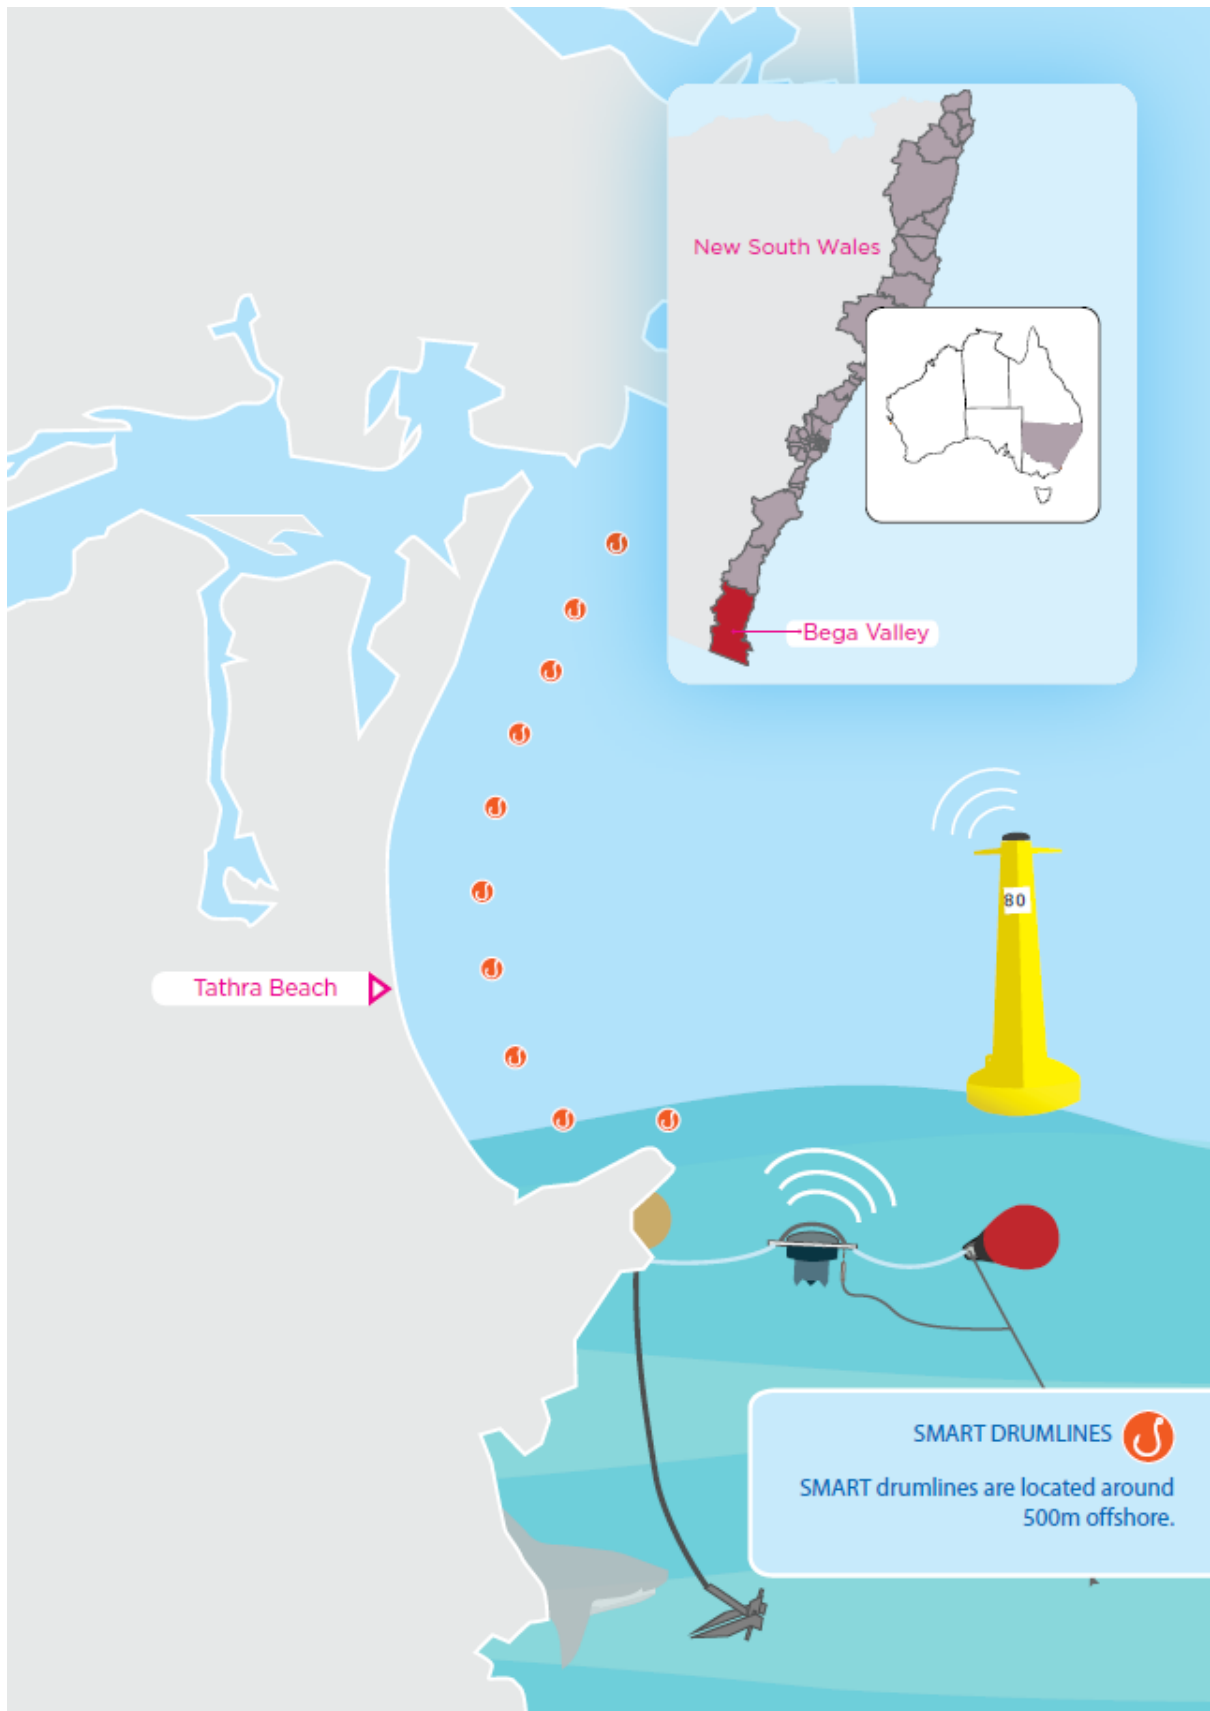 New South Wales
Bega Valley
80
Tathra Beach
SMART DRUMLINES
SMART drumlines are located around
500m offshore.